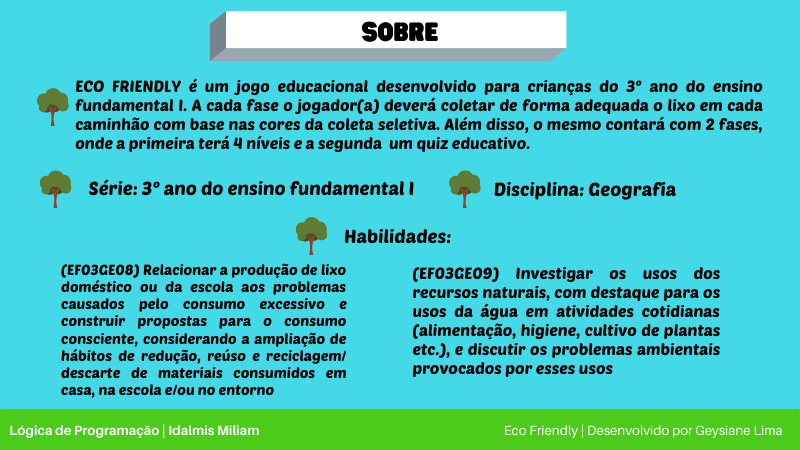 SOBRE
ECO FRIENDLY é um jogo educacional desenvolvido para crianças do 3º ano do ensino
fundamental I. A cada fase o jogador(a) deverá coletar de forma adequada o lixo em cada
caminhão com base nas cores da coleta seletiva. Além disso, o mesmo contará com 2 fases,
onde a primeira terá 4 níveis e a segunda um quiz educativo.
Série: 3º ano do ensino fundamental I
Disciplina: Geografia
Habilidades:
(EF03GE08) Relacionar a produção de lixo
doméstico ou da escola aos problemas
causados pelo consumo excessivo e
construir propostas para o consumo
consciente, considerando a ampliação de
hábitos de redução, reúso e reciclagem/
descarte de materiais consumidos em
casa, na escola e/ou no entorno
(EF03GE09) Investigar os usos dos
recursos naturais, com destaque para os
usos da água em atividades cotidianas
(alimentação, higiene, cultivo de plantas
etc.), e discutir os problemas ambientais
provocados por esses usos
Lógica de Programação | Idalmis Miliam
Eco Friendly | Desenvolvido por Geysiane Lima